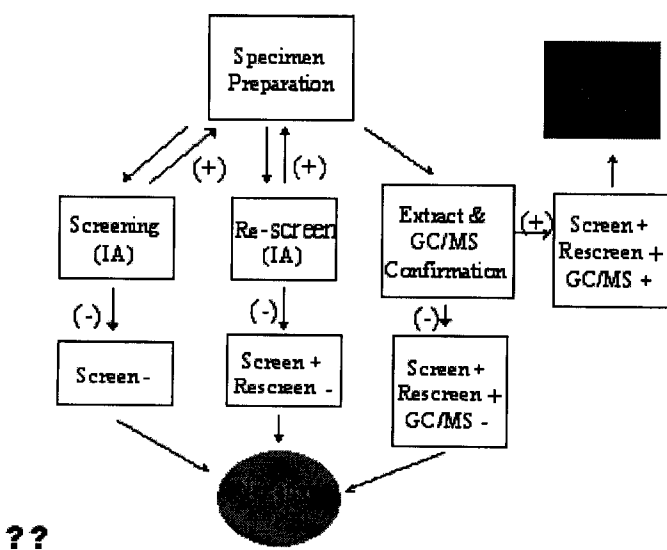 Specimen
Preparation
(+)
(+)
Screening
(IA)
Re-screen
(IA)
Extract &
GC/MS
Confirmation
(+)
Screen +
Rescreen +
GC/MS +
(-)
(-)
(-)
Screen -
Screen +
Rescreen -
Screen +
Rescreen +
GC/MS -
??